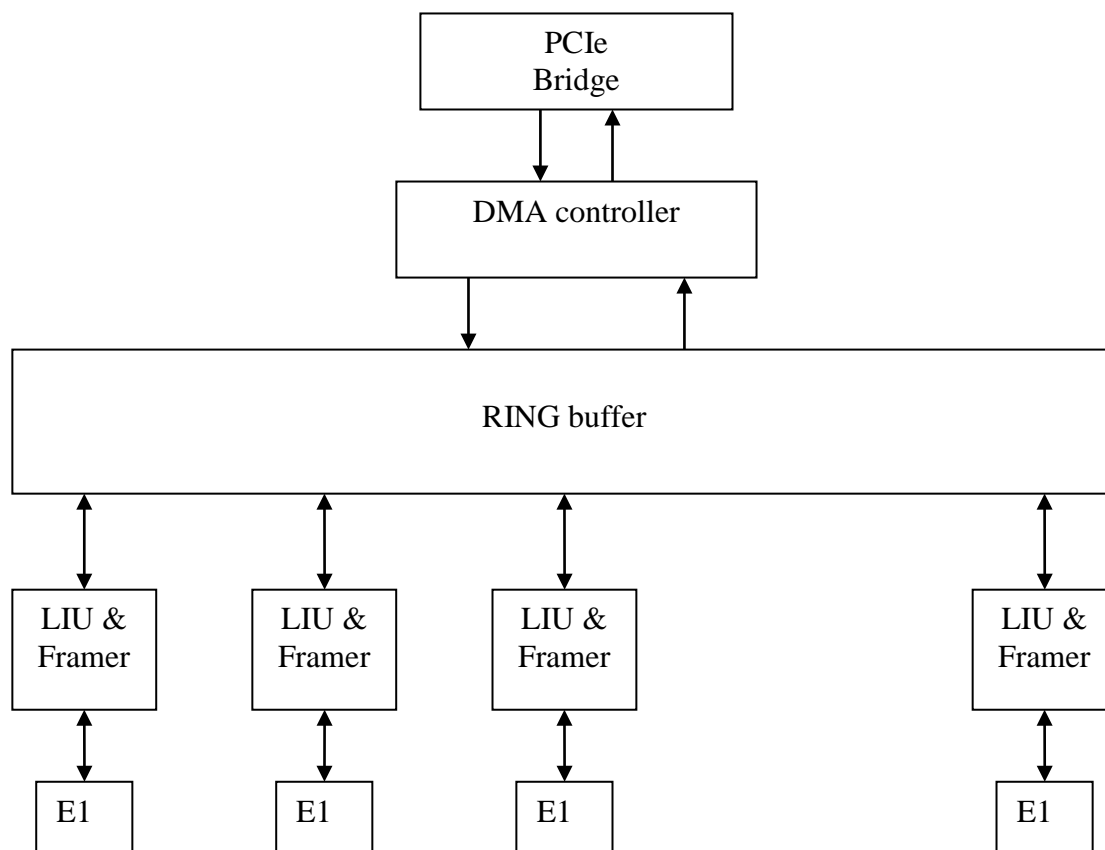 PCIe
Bridge
DMA controller
RING buffer
LIU &
Framer
LIU &
Framer
LIU &
Framer
LIU &
Framer
E1
E1
E1
E1